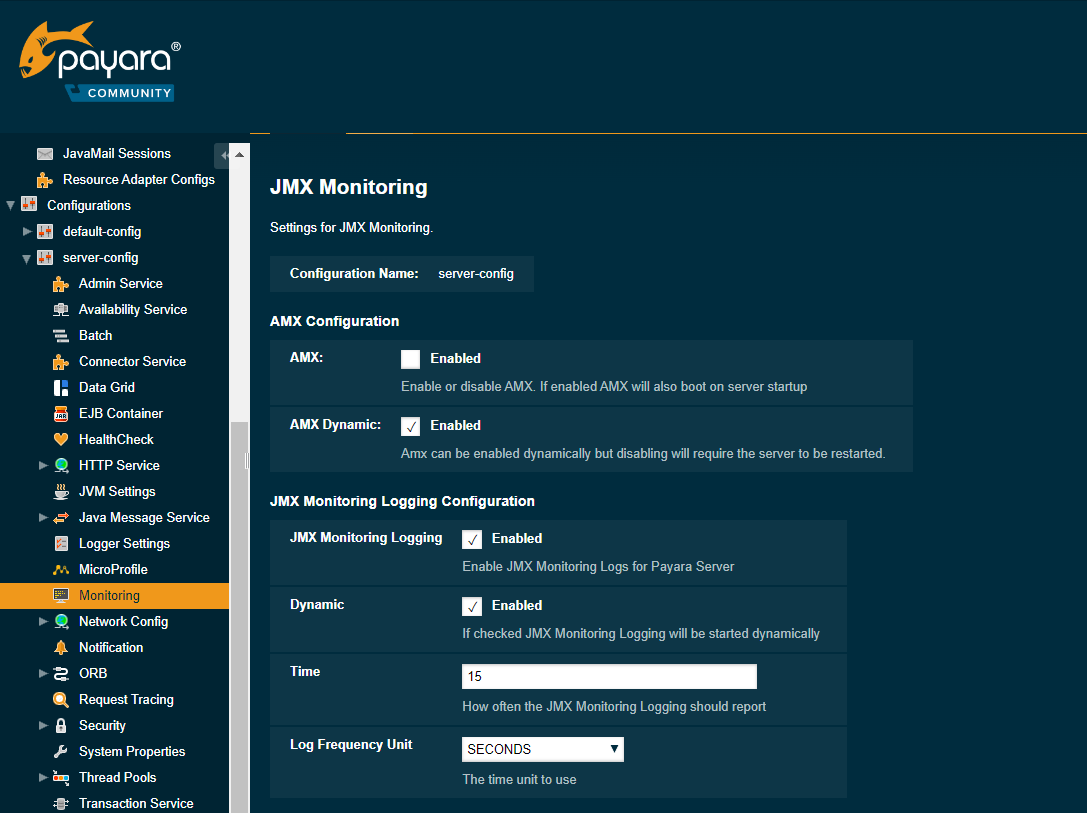 payara®
COMMUNITY
JavaMail Sessions
Resource Adapter Configs
Configurations
default-config
server-config
Admin Service
Availability Service
Batch
Connector Service
Data Grid
EJB Container
HealthCheck
HTTP Service
JVM Settings
Java Message Service
Logger Settings
MicroProfile
Monitoring
Network Config
Notification
ORB
Request Tracing
Security
System Properties
Thread Pools
Transaction Service
JMX Monitoring
Settings for JMX Monitoring.
Configuration Name: server-config
AMX Configuration
AMX: Enabled
Enable or disable AMX. If enabled AMX will also boot on server startup
AMX Dynamic: Enabled
Amx can be enabled dynamically but disabling will require the server to be restarted.
JMX Monitoring Logging Configuration
JMX Monitoring Logging Enabled
Enable JMX Monitoring Logs for Payara Server
Dynamic Enabled
If checked JMX Monitoring Logging will be started dynamically
Time 15
How often the JMX Monitoring Logging should report
Log Frequency Unit SECONDS
The time unit to use